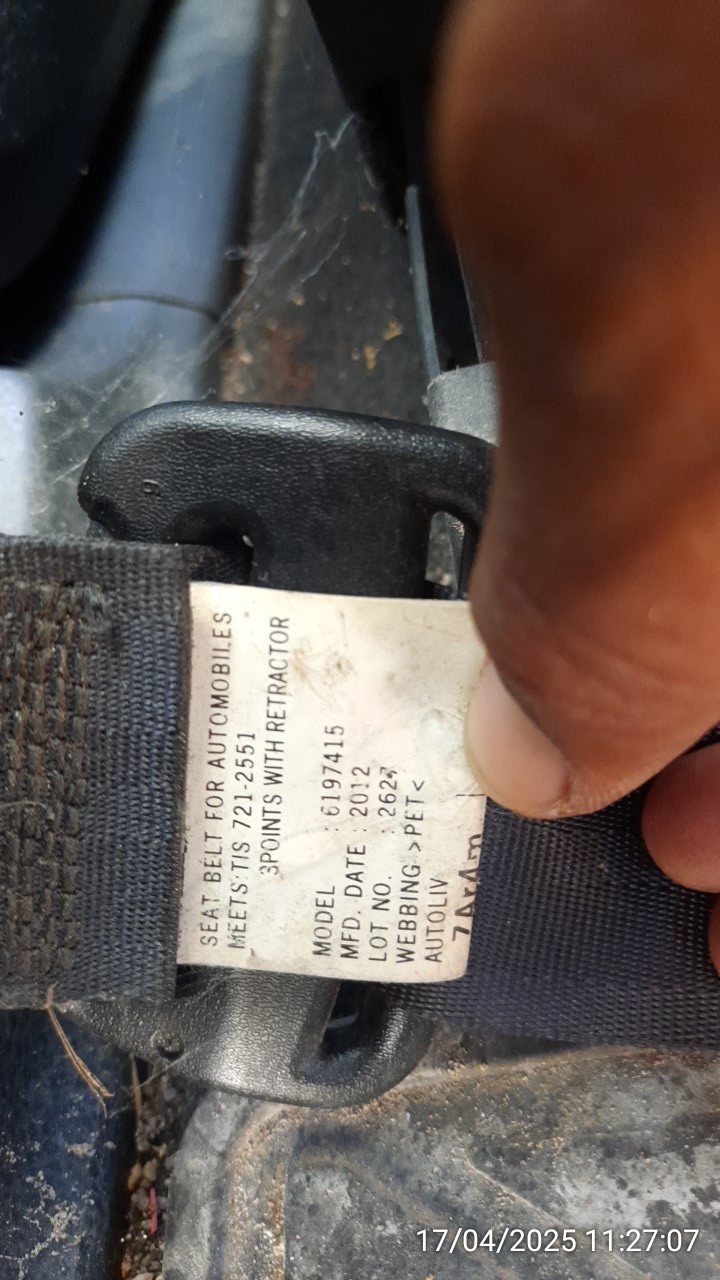 SEAT BELT FOR AUTOMOBILES
MEETS TIS 721-2551
3POINTS WITH RETRACTOR
MODEL : 6197415
MFD. DATE : 2012
LOT NO. : 2627
WEBBING >PET<
AUTOLIV
17/04/2025 11:27:07